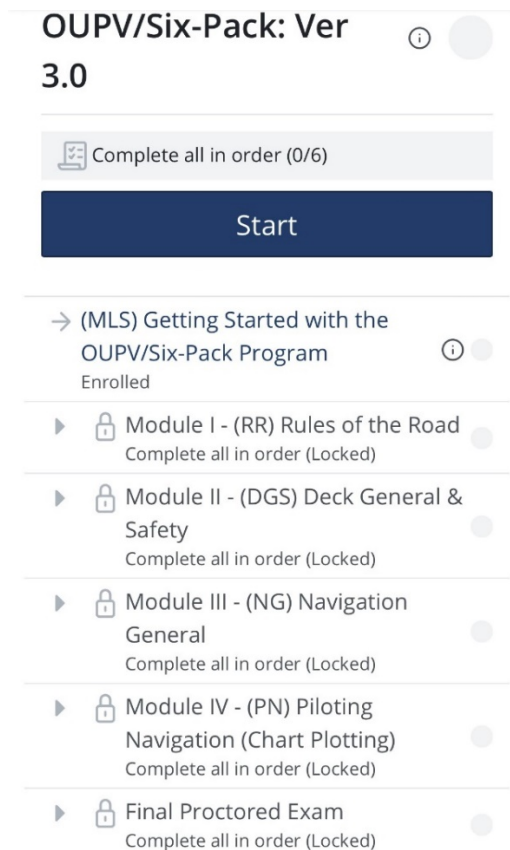 OUPV/Six-Pack: Ver
3.0
Complete all in order (0/6)
Start
(MLS) Getting Started with the
OUPV/Six-Pack Program
Enrolled
Module I - (RR) Rules of the Road
Complete all in order (Locked)
Module II - (DGS) Deck General &
Safety
Complete all in order (Locked)
Module III - (NG) Navigation
General
Complete all in order (Locked)
Module IV - (PN) Piloting
Navigation (Chart Plotting)
Complete all in order (Locked)
Final Proctored Exam
Complete all in order (Locked)